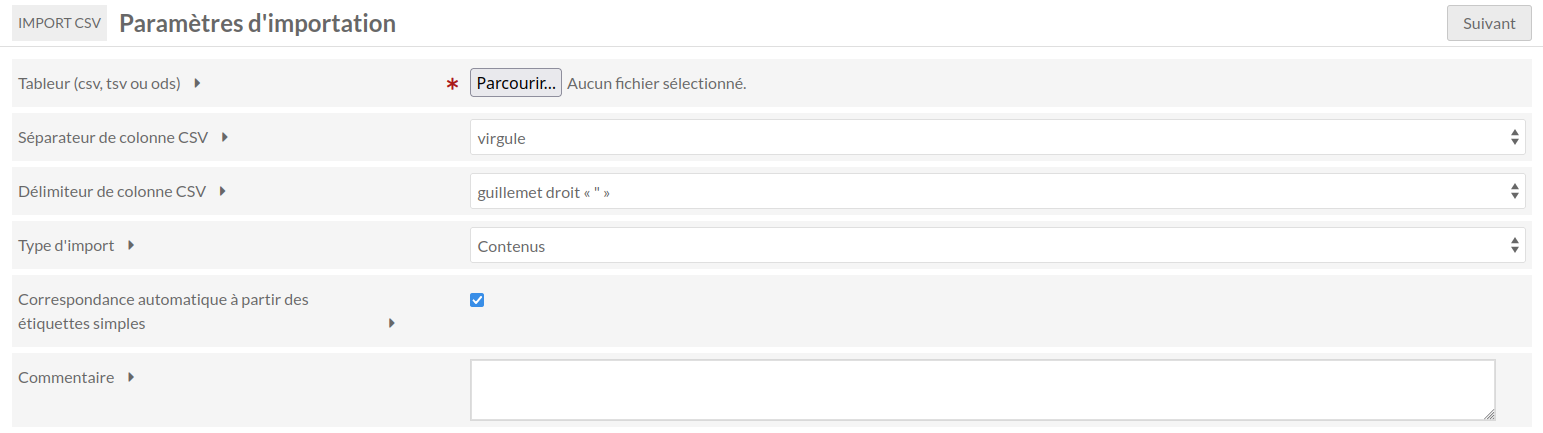 IMPORT CSV Paramètres d'importation Suivant
Tableur (csv, tsv ou ods) * Parcourir... Aucun fichier sélectionné.
Séparateur de colonne CSV virgule
Délimiteur de colonne CSV guillemet droit « " »
Type d'import Contenus
Correspondance automatique à partir des
étiquettes simples
Commentaire